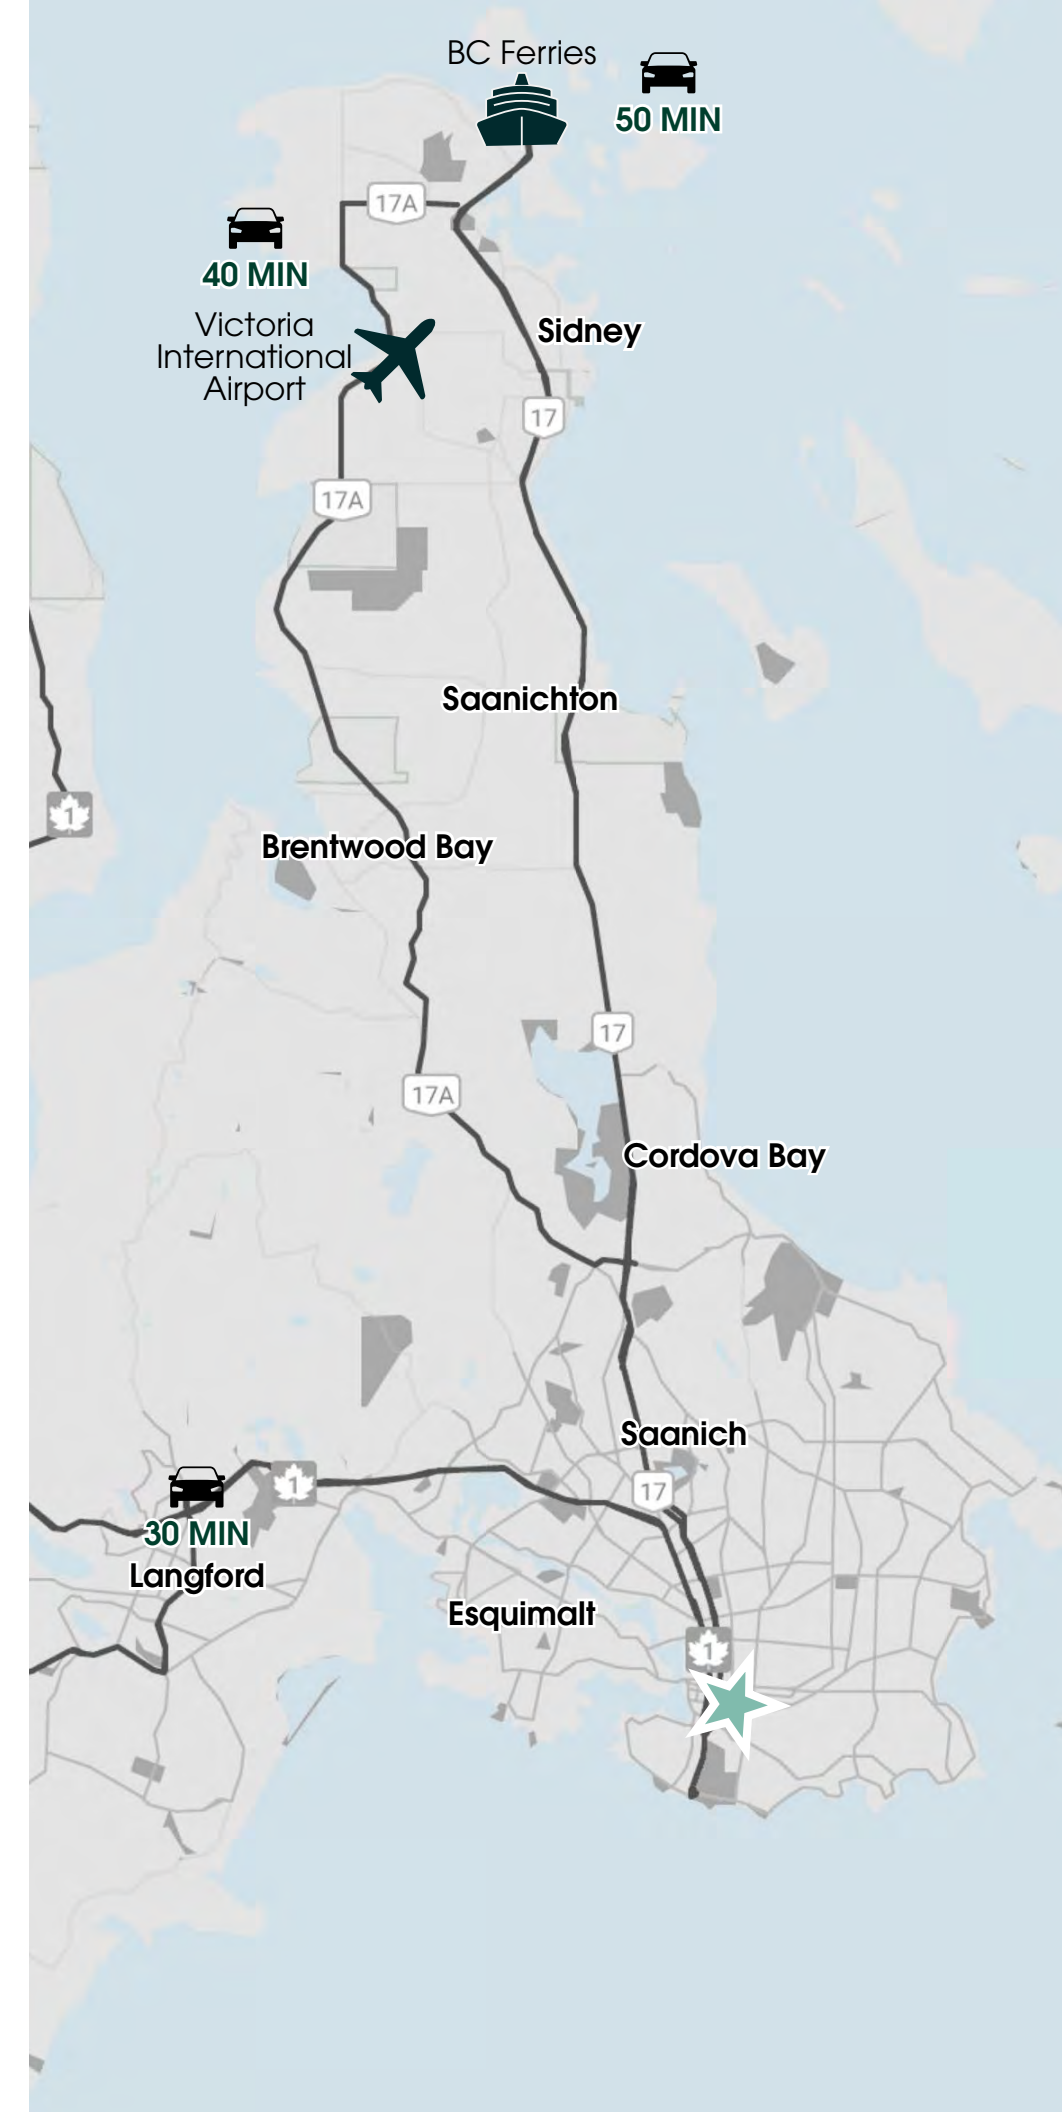 BC Ferries
50 MIN
17A
40 MIN
Victoria
International
Airport
Sidney
17
17A
Saanichton
1
Brentwood Bay
17
17A
Cordova Bay
Saanich
1
17
30 MIN
Langford
Esquimalt
1